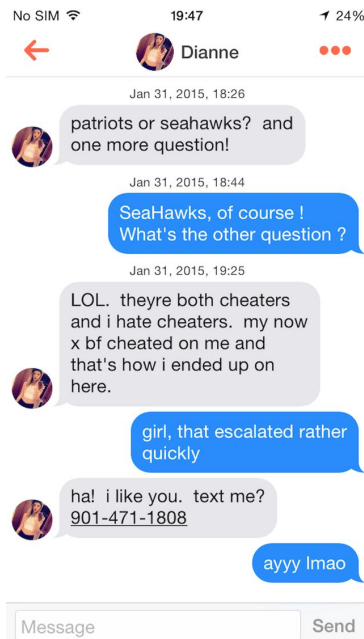 No SIM 19:47 24%
Dianne
Jan 31, 2015, 18:26
patriots or seahawks?  and
one more question!
Jan 31, 2015, 18:44
SeaHawks, of course !
What's the other question ?
Jan 31, 2015, 19:25
LOL.  theyre both cheaters
and i hate cheaters.  my now
x bf cheated on me and
that's how i ended up on
here.
girl, that escalated rather
quickly
ha!  i like you.  text me?
901-471-1808
ayyy lmao
Message Send